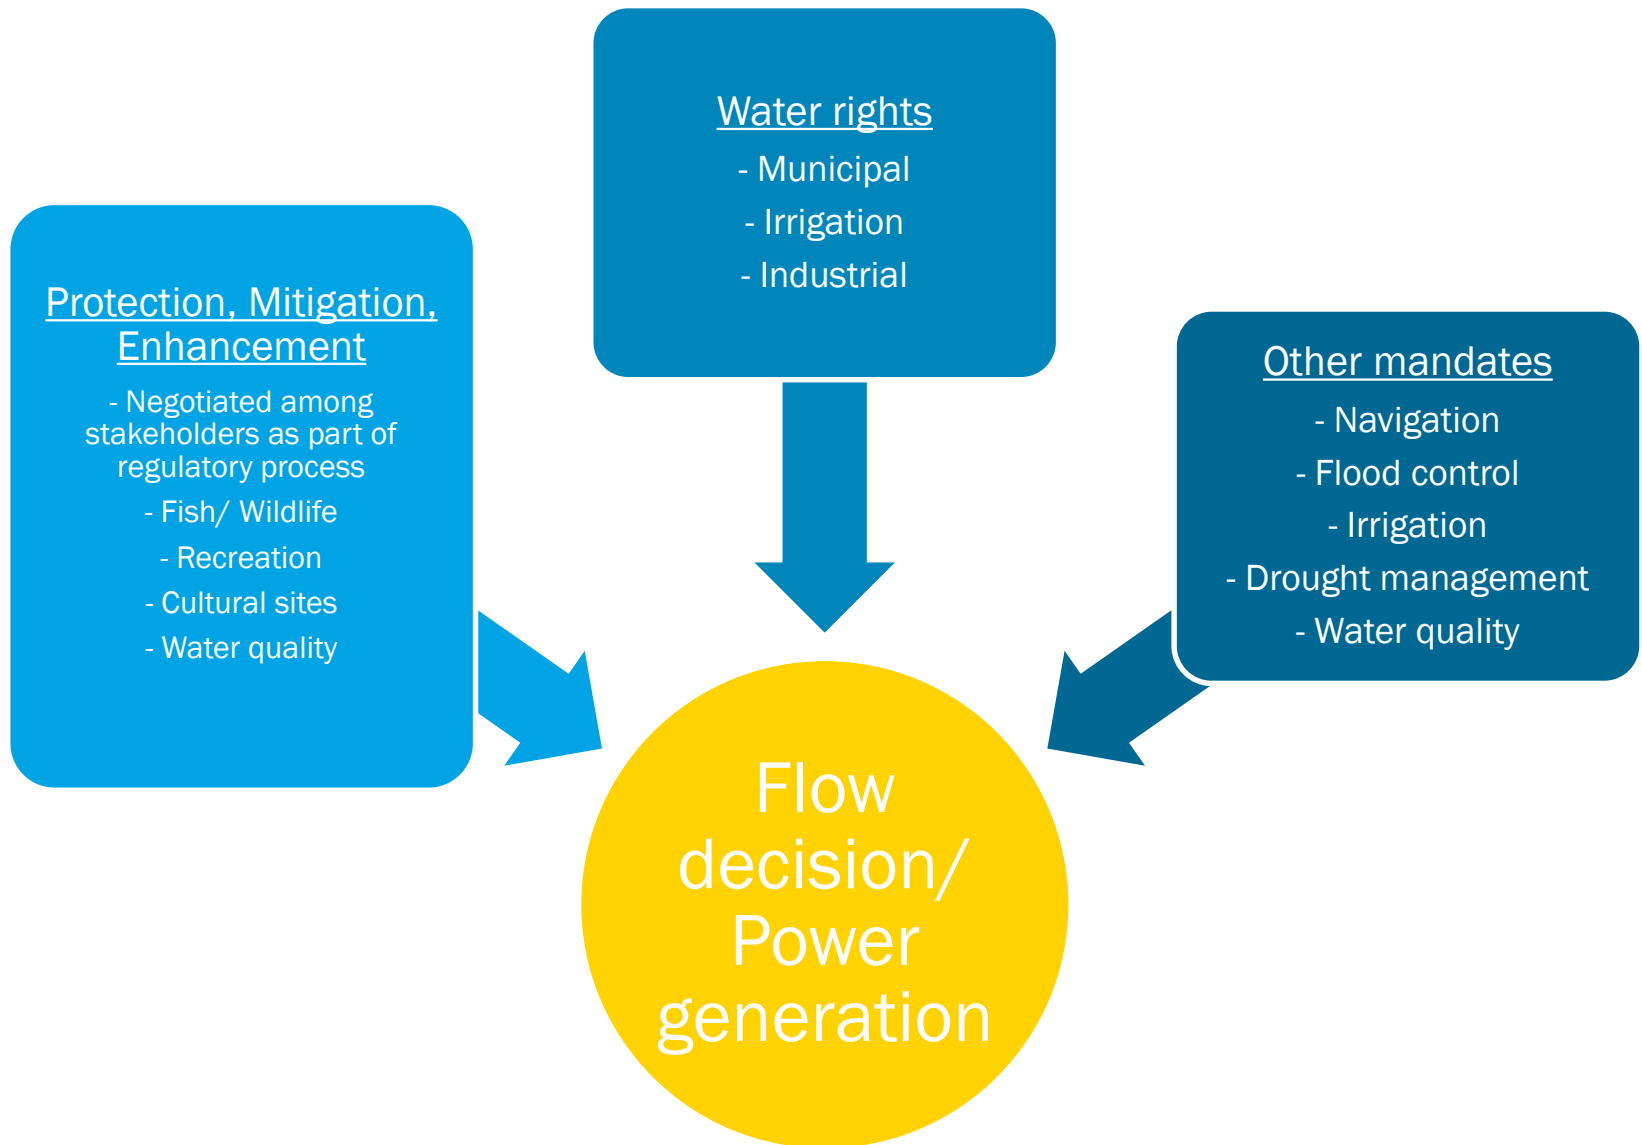 Water rights
- Municipal
- Irrigation
- Industrial
Protection, Mitigation,
Enhancement
- Negotiated among
stakeholders as part of
regulatory process
- Fish/ Wildlife
- Recreation
- Cultural sites
- Water quality
Other mandates
- Navigation
- Flood control
- Irrigation
- Drought management
- Water quality
Flow
decision/
Power
generation